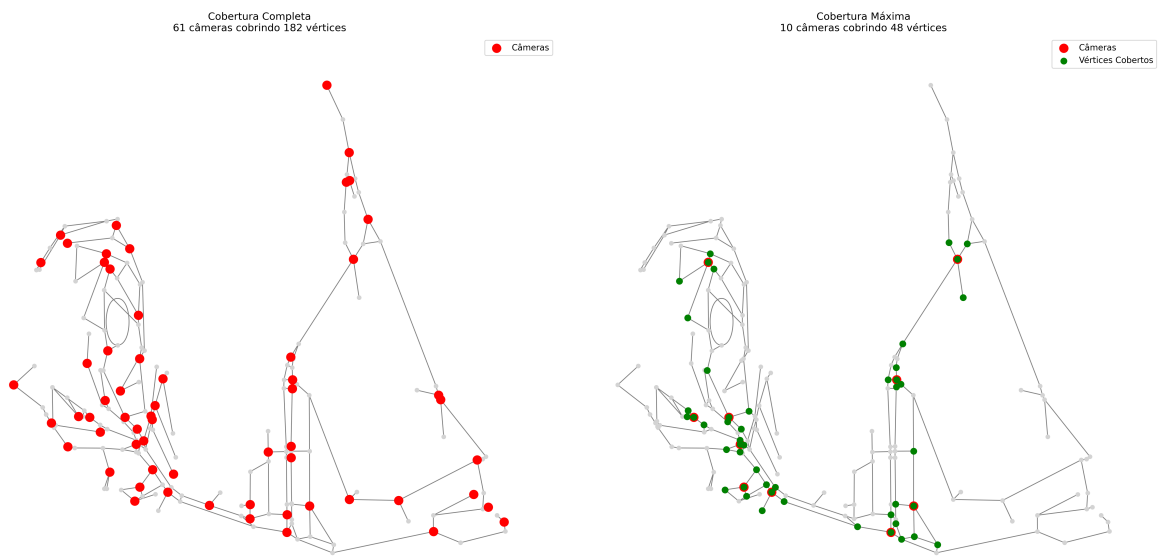 Cobertura Completa
61 câmeras cobrindo 182 vértices
Câmeras
Cobertura Máxima
10 câmeras cobrindo 48 vértices
Câmeras
Vértices Cobertos